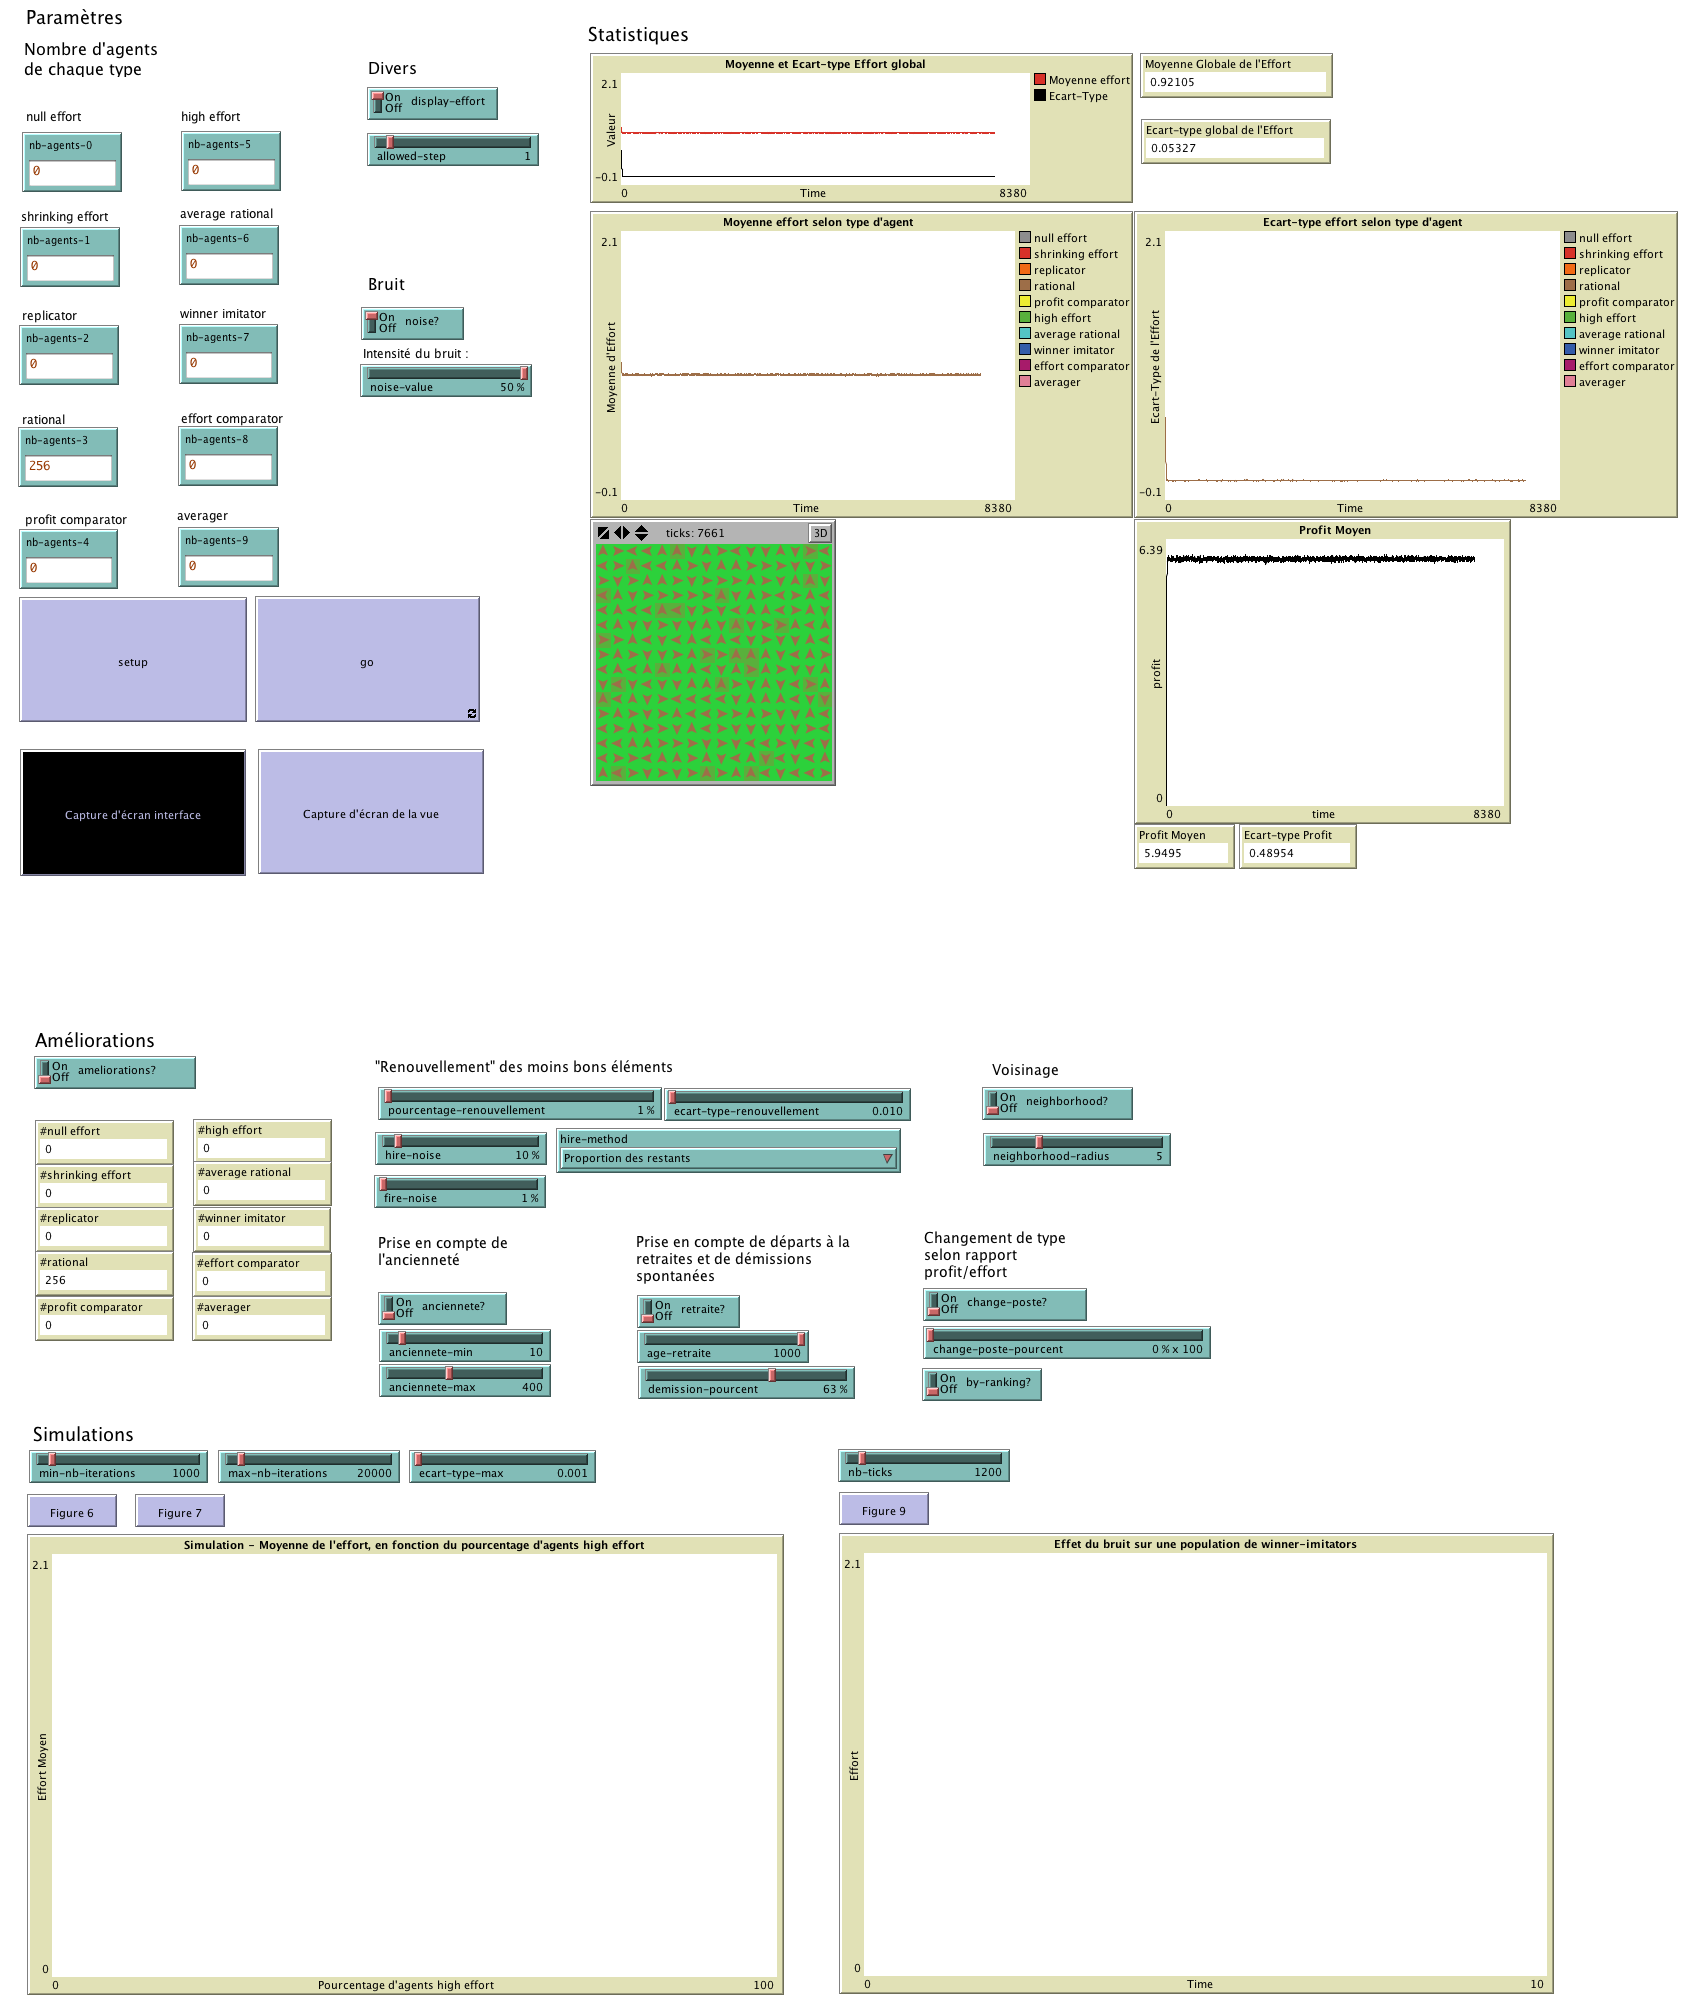 Paramètres
Nombre d'agents
de chaque type
null effort
nb-agents-0
0
high effort
nb-agents-5
0
shrinking effort
nb-agents-1
0
average rational
nb-agents-6
0
replicator
nb-agents-2
0
winner imitator
nb-agents-7
0
rational
nb-agents-3
256
effort comparator
nb-agents-8
0
profit comparator
nb-agents-4
0
averager
nb-agents-9
0
setup
go
Capture d'écran interface
Capture d'écran de la vue
Divers
On
Off
display-effort
allowed-step 1
Bruit
On
Off
noise?
Intensité du bruit :
noise-value 50 %
Statistiques
Moyenne et Ecart-type Effort global
2.1
Valeur
-0.1
0
Time
8380
Moyenne effort
Ecart-Type
Moyenne Globale de l'Effort
0.92105
Ecart-type global de l'Effort
0.05327
Moyenne effort selon type d'agent
2.1
Moyenne d'Effort
-0.1
0
Time
8380
null effort
shrinking effort
replicator
rational
profit comparator
high effort
average rational
winner imitator
effort comparator
averager
Ecart-type effort selon type d'agent
2.1
Ecart-Type de l'Effort
-0.1
0
Time
8380
null effort
shrinking effort
replicator
rational
profit comparator
high effort
average rational
winner imitator
effort comparator
averager
ticks: 7661
3D
Profit Moyen
6.39
profit
0
0
time
8380
Profit Moyen
5.9495
Ecart-type Profit
0.48954
Améliorations
On
Off
ameliorations?
#null effort
0
#high effort
0
#shrinking effort
0
#average rational
0
#replicator
0
#winner imitator
0
#rational
256
#effort comparator
0
#profit comparator
0
#averager
0
"Renouvellement" des moins bons éléments
pourcentage-renouvellement 1 %
ecart-type-renouvellement 0.010
hire-noise 10 %
hire-method
Proportion des restants
fire-noise 1 %
Voisinage
On
Off
neighborhood?
neighborhood-radius 5
Prise en compte de
l'ancienneté
On
Off
anciennete?
anciennete-min 10
anciennete-max 400
Prise en compte de départs à la
retraites et de démissions
spontanées
On
Off
retraite?
age-retraite 1000
demission-pourcent 63 %
Changement de type
selon rapport
profit/effort
On
Off
change-poste?
change-poste-pourcent 0 % x 100
On
Off
by-ranking?
Simulations
min-nb-iterations 1000
max-nb-iterations 20000
ecart-type-max 0.001
Figure 6
Figure 7
Simulation - Moyenne de l'effort, en fonction du pourcentage d'agents high effort
2.1
Effort Moyen
0
0
Pourcentage d'agents high effort
100
nb-ticks 1200
Figure 9
Effet du bruit sur une population de winner-imitators
2.1
Effort
0
0
Time
10